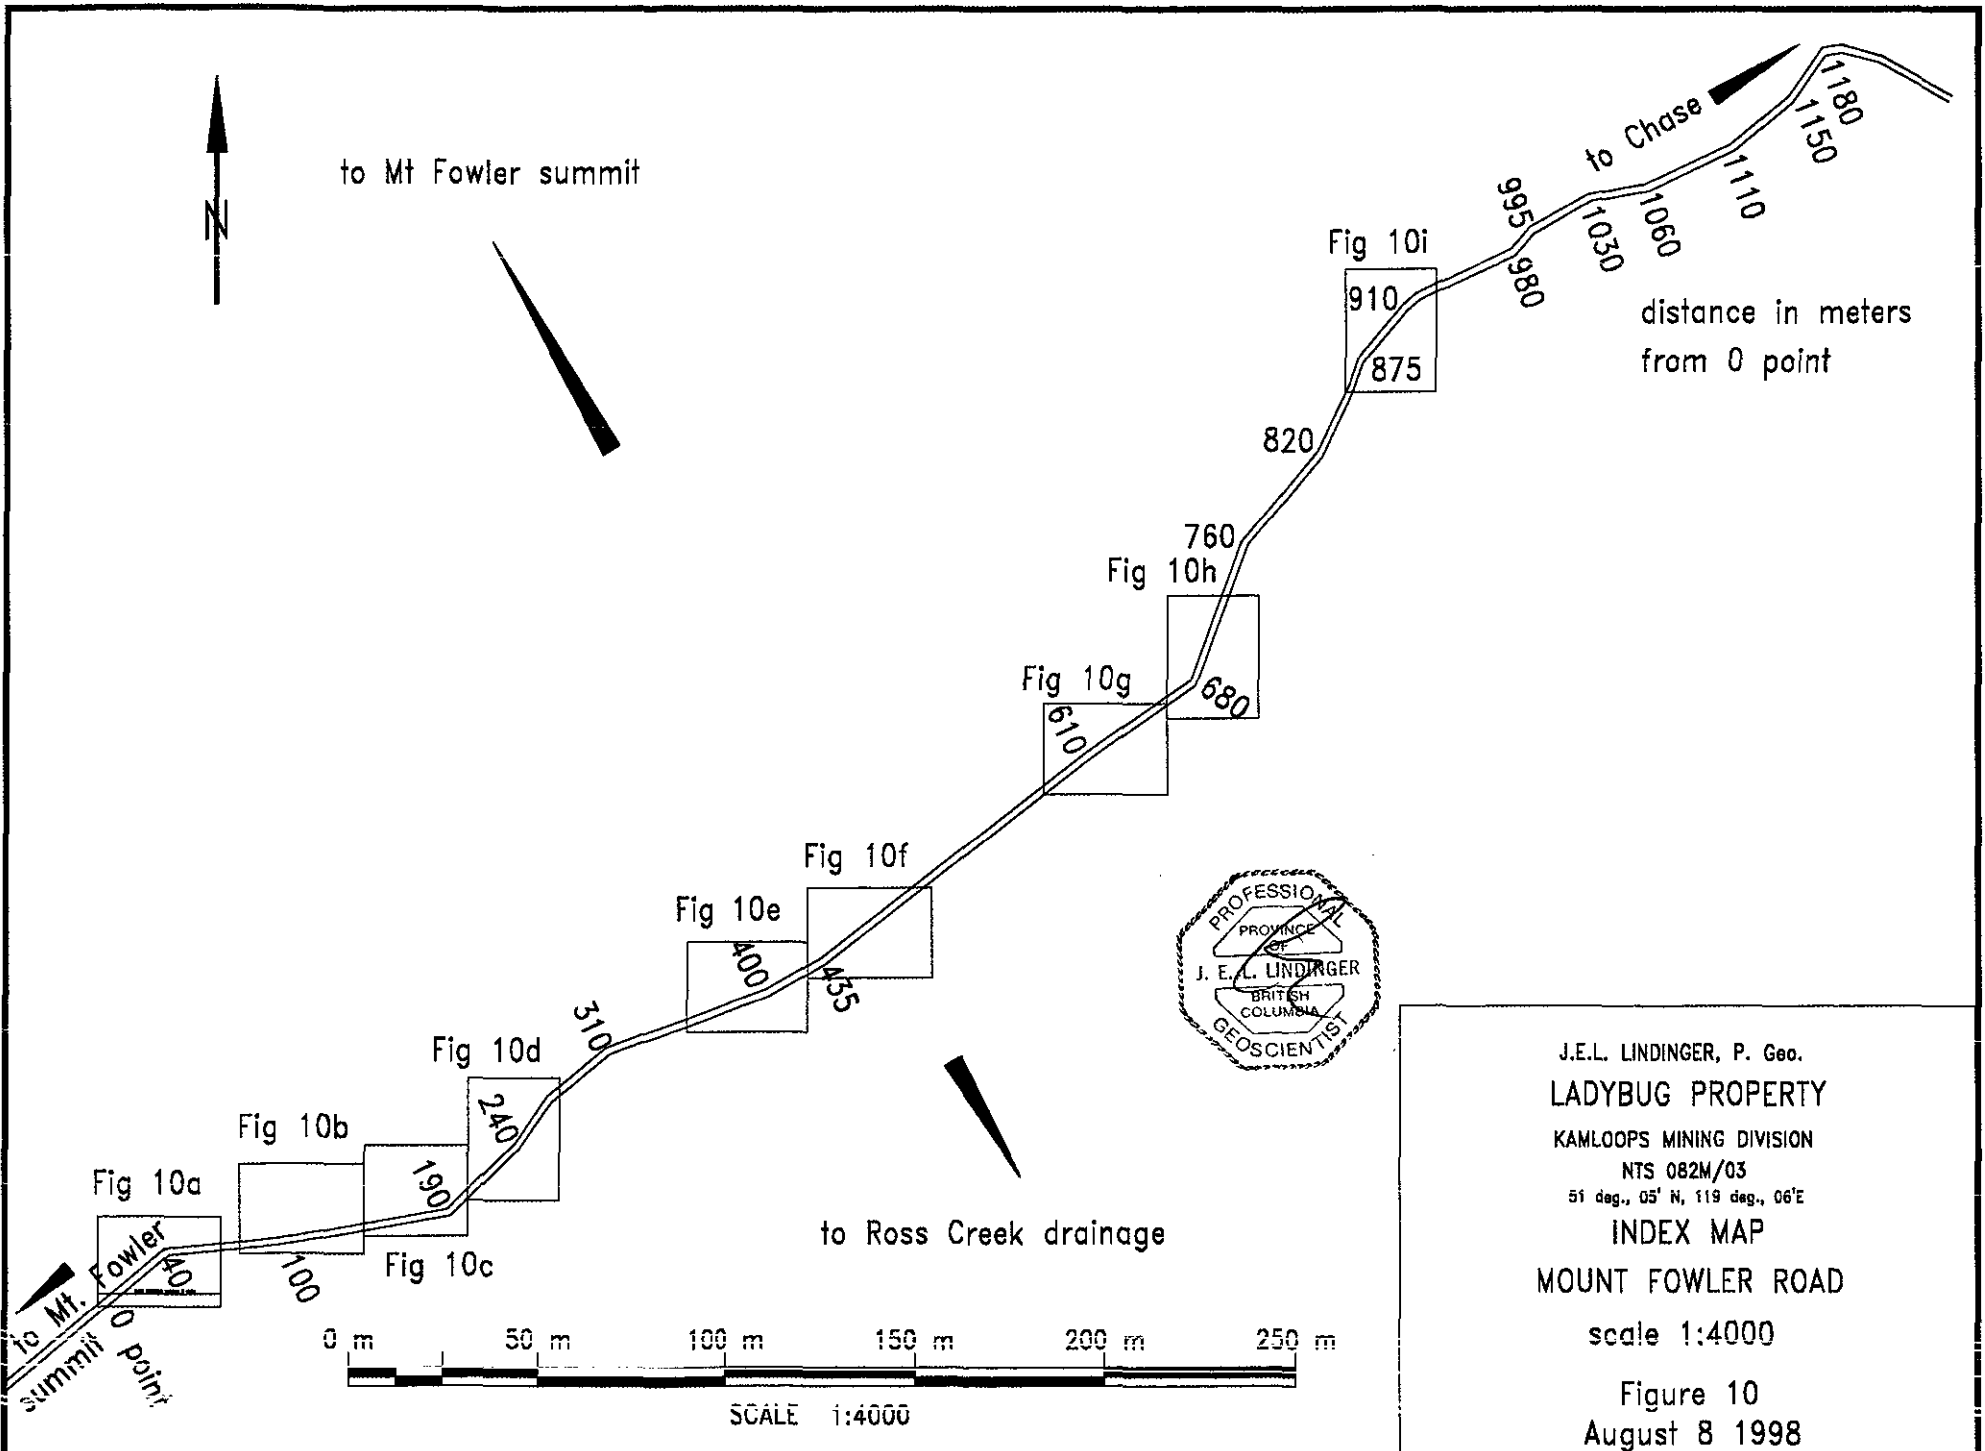 N
to Mt Fowler summit
to Chase
1180
1150
1110
1060
1030
995
980
distance in meters
from 0 point
Fig 10i
910
875
820
760
Fig 10h
680
Fig 10g
610
Fig 10f
435
Fig 10e
400
310
Fig 10d
240
Fig 10c
190
Fig 10b
100
Fig 10a
40
to Mt. Fowler
summit
0 point
to Ross Creek drainage
0 m 50 m 100 m 150 m 200 m 250 m
SCALE 1:4000
PROFESSIONAL
PROVINCE
OF
J. E. L. LINDINGER
BRITISH
COLUMBIA
GEOSCIENTIST
J.E.L. LINDINGER, P. Geo.
LADYBUG PROPERTY
KAMLOOPS MINING DIVISION
NTS 082M/03
51 deg., 05' N, 119 deg., 06'E
INDEX MAP
MOUNT FOWLER ROAD
scale 1:4000
Figure 10
August 8 1998